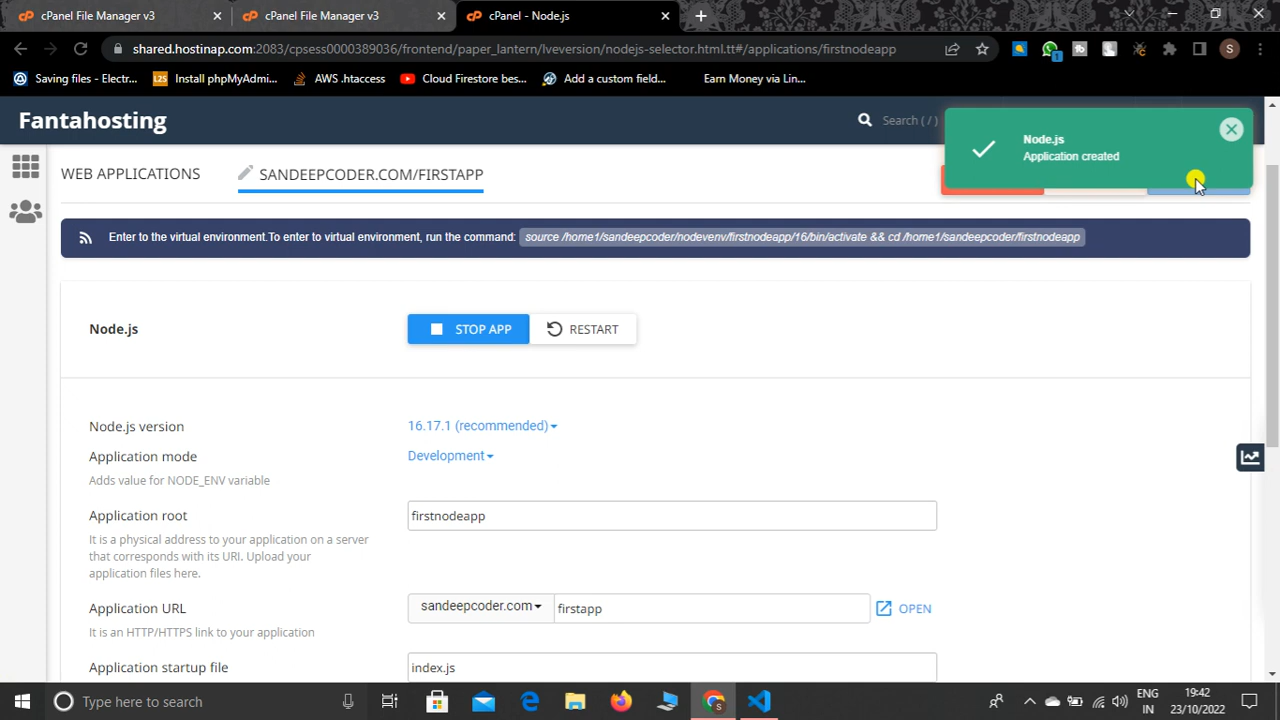 cPanel File Manager v3
cPanel File Manager v3
cPanel - Node.js
shared.hostinap.com:2083/cpsess0000389036/frontend/paper_lantern/lveversion/nodejs-selector.html.tt#/applications/firstnodeapp
1
S
Saving files - Electr...
L2S
Install phpMyAdmi...
AWS .htaccess
Cloud Firestore bes...
Add a custom field...
Earn Money via Lin...
Fantahosting
Search ( / )
Node.js
Application created
WEB APPLICATIONS
SANDEEPCODER.COM/FIRSTAPP
Enter to the virtual environment.To enter to virtual environment, run the command: source /home1/sandeepcoder/nodevenv/firstnodeapp/16/bin/activate && cd /home1/sandeepcoder/firstnodeapp
Node.js
STOP APP
RESTART
Node.js version
16.17.1 (recommended)
Application mode
Development
Adds value for NODE_ENV variable
Application root
firstnodeapp
It is a physical address to your application on a server
that corresponds with its URI. Upload your
application files here.
Application URL
sandeepcoder.com
firstapp
OPEN
It is an HTTP/HTTPS link to your application
Application startup file
index.js
Type here to search
ENG
IN
19:42
23/10/2022